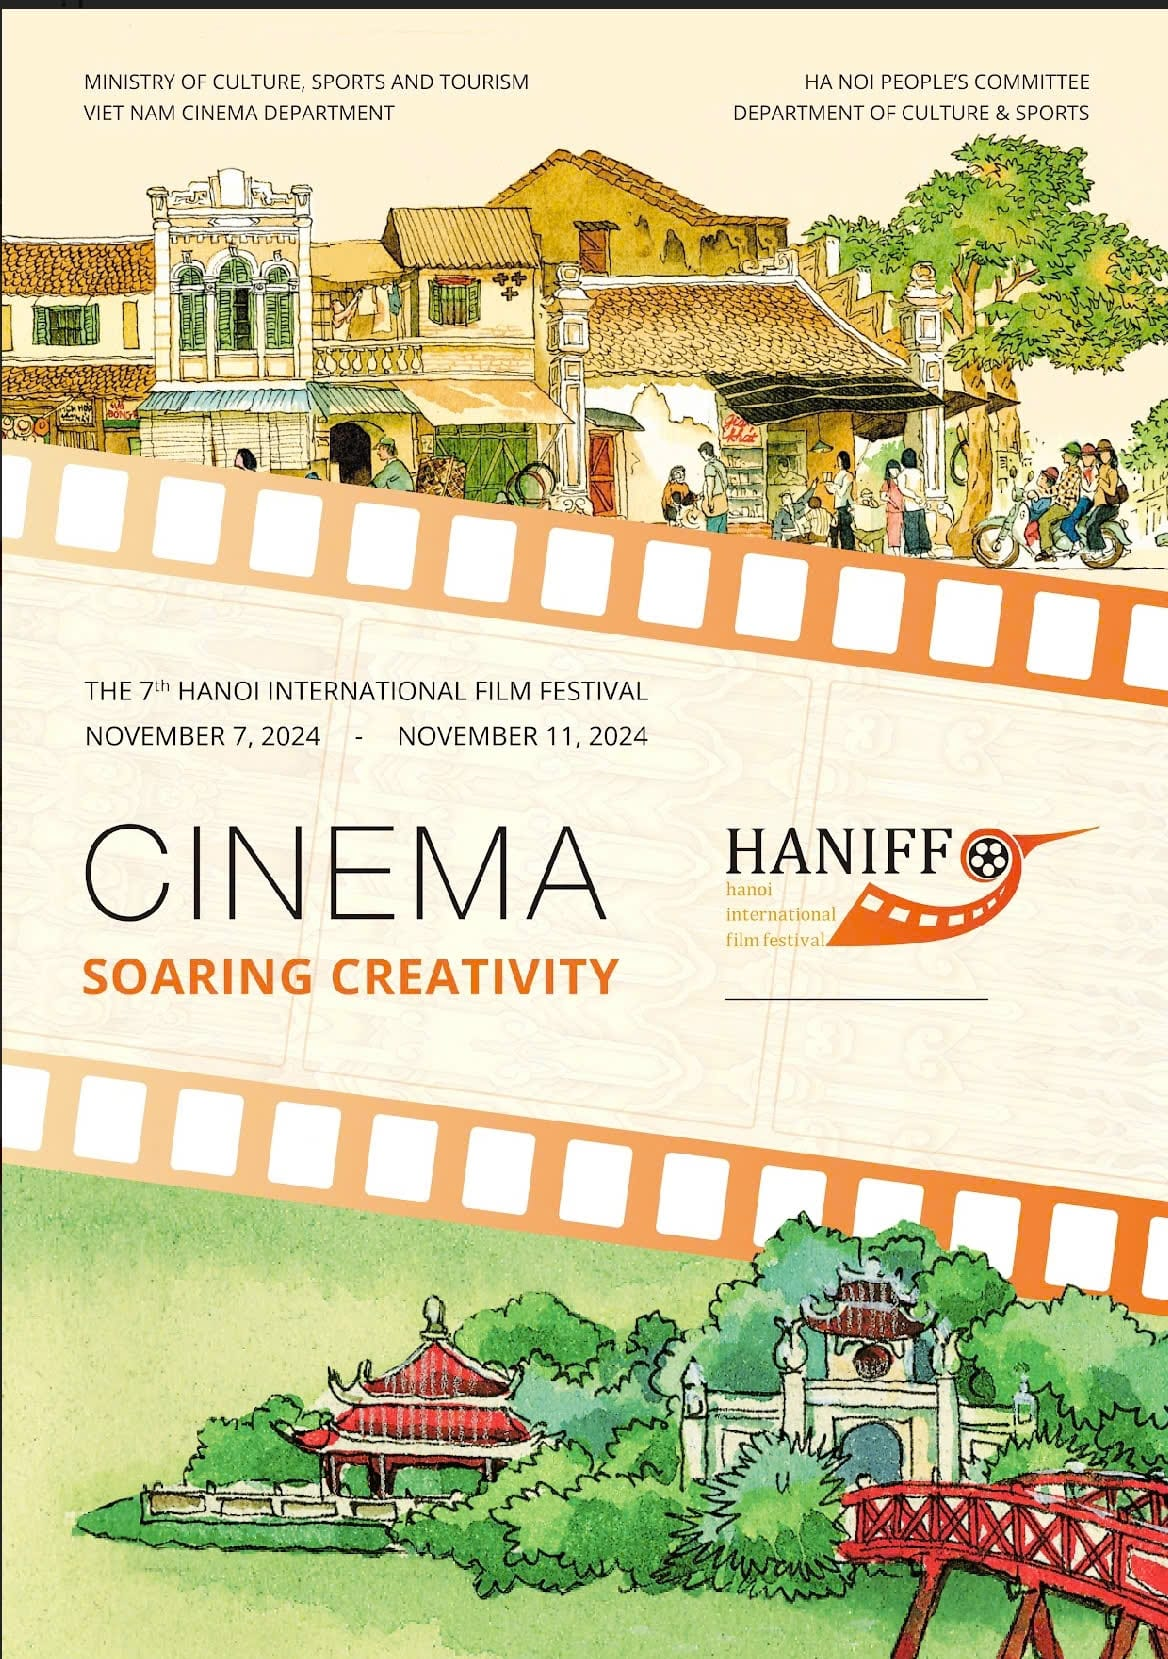 MINISTRY OF CULTURE, SPORTS AND TOURISM
VIET NAM CINEMA DEPARTMENT
HA NOI PEOPLE'S COMMITTEE
DEPARTMENT OF CULTURE & SPORTS
Giải khát
THE 7th HANOI INTERNATIONAL FILM FESTIVAL
NOVEMBER 7, 2024 - NOVEMBER 11, 2024
CINEMA
SOARING CREATIVITY
HANIFF
hanoi
international
film festival